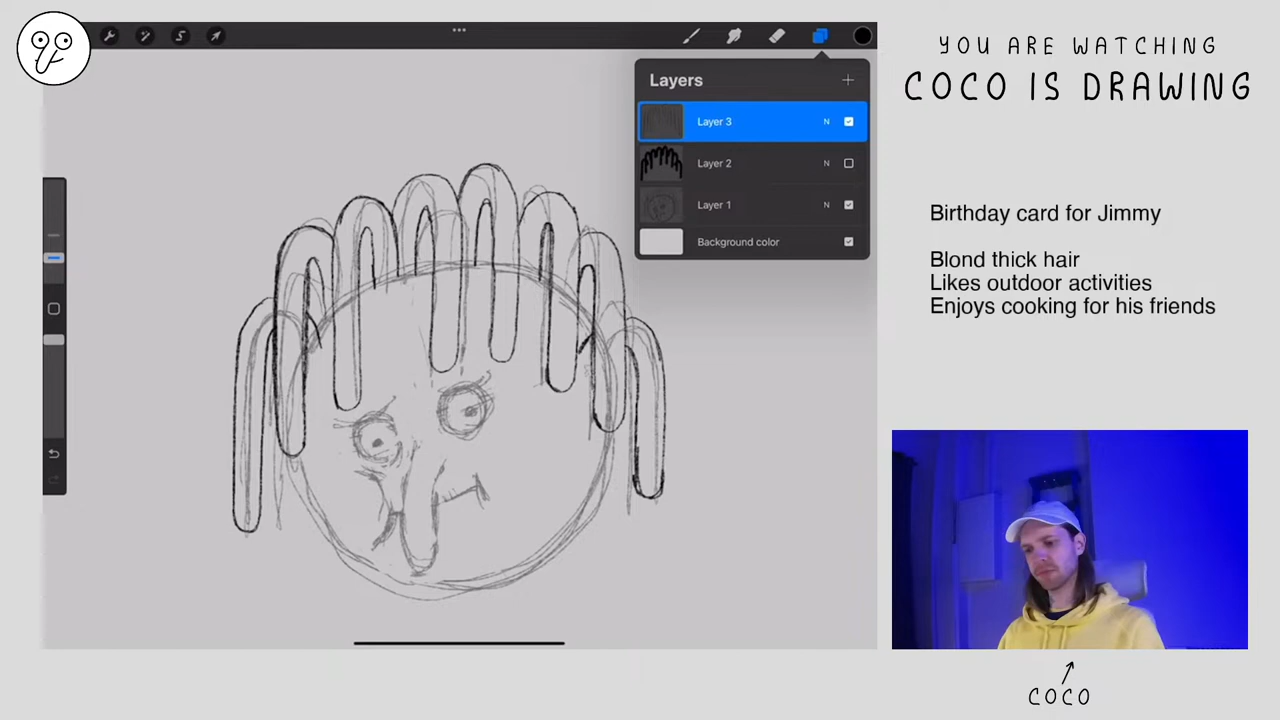 YOU ARE WATCHING
COCO IS DRAWING
Layers
Layer 3 N
Layer 2 N
Layer 1 N
Background color
Birthday card for Jimmy
Blond thick hair
Likes outdoor activities
Enjoys cooking for his friends
COCO